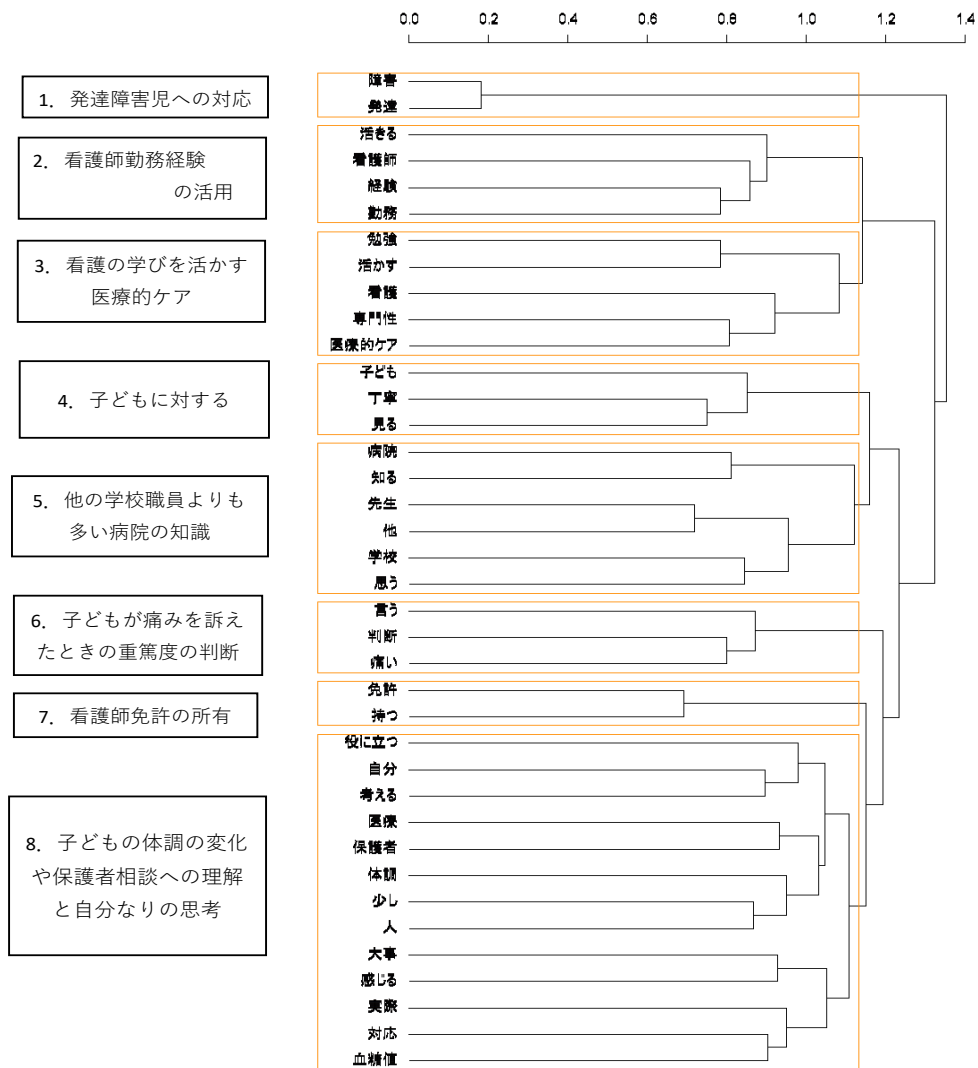 0.0 0.2 0.4 0.6 0.8 1.0 1.2 1.4
1. 発達障害児への対応
障害
発達
2. 看護師勤務経験
の活用
活きる
看護師
経験
勤務
3. 看護の学びを活かす
医療的ケア
勉強
活かす
看護
専門性
医療的ケア
4. 子どもに対する
子ども
丁寧
見る
5. 他の学校職員よりも
多い病院の知識
病院
知る
先生
他
学校
思う
6. 子どもが痛みを訴え
たときの重篤度の判断
言う
判断
痛い
7. 看護師免許の所有
免許
持つ
8. 子どもの体調の変化
や保護者相談への理解
と自分なりの思考
役に立つ
自分
考える
医療
保護者
体調
少し
人
大事
感じる
実際
対応
血糖値